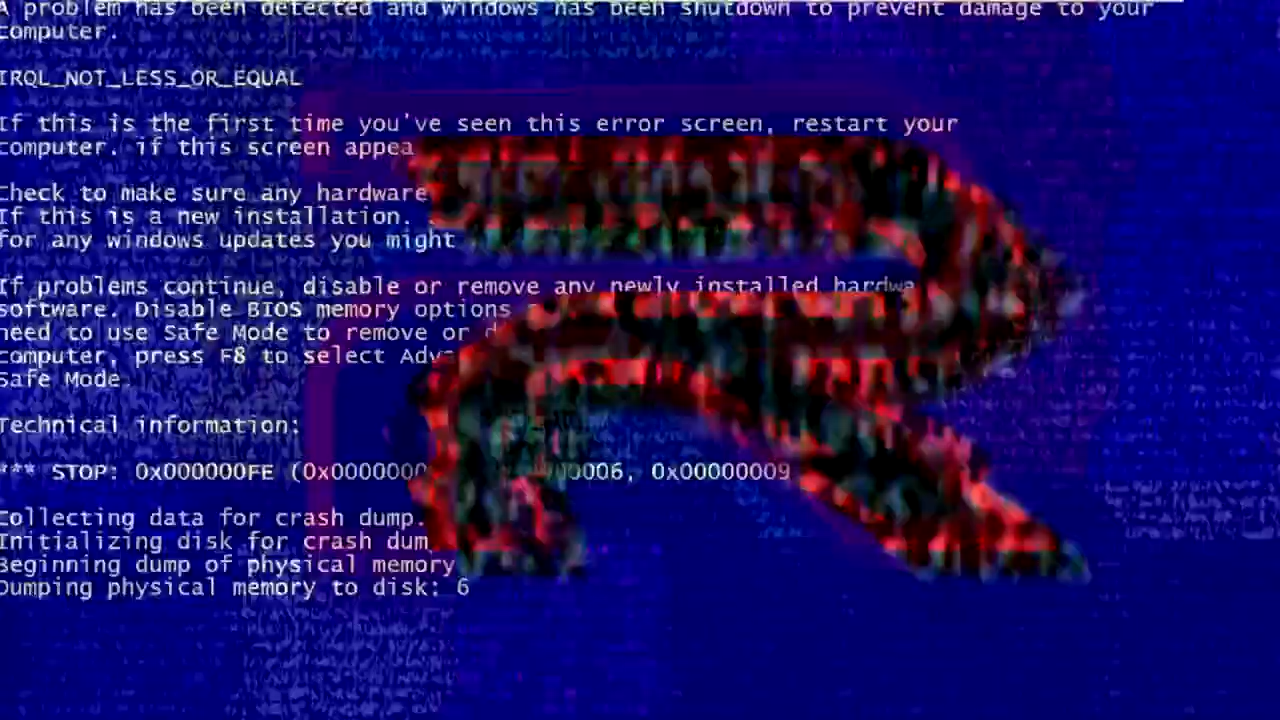 A problem has been detected and windows has been shutdown to prevent damage to your
computer.
IRQL_NOT_LESS_OR_EQUAL
If this is the first time you've seen this error screen, restart your
computer. if this screen appea
Check to make sure any hardware
If this is a new installation.
for any windows updates you might
If problems continue, disable or remove any newly installed hardwa
software. Disable BIOS memory options
need to use Safe Mode to remove or d
computer, press F8 to select Adva
Safe Mode.
Technical information:
*** STOP: 0x000000FE (0x0000000 0006, 0x00000009
Collecting data for crash dump.
Initializing disk for crash dum
Beginning dump of physical memory
Dumping physical memory to disk: 6